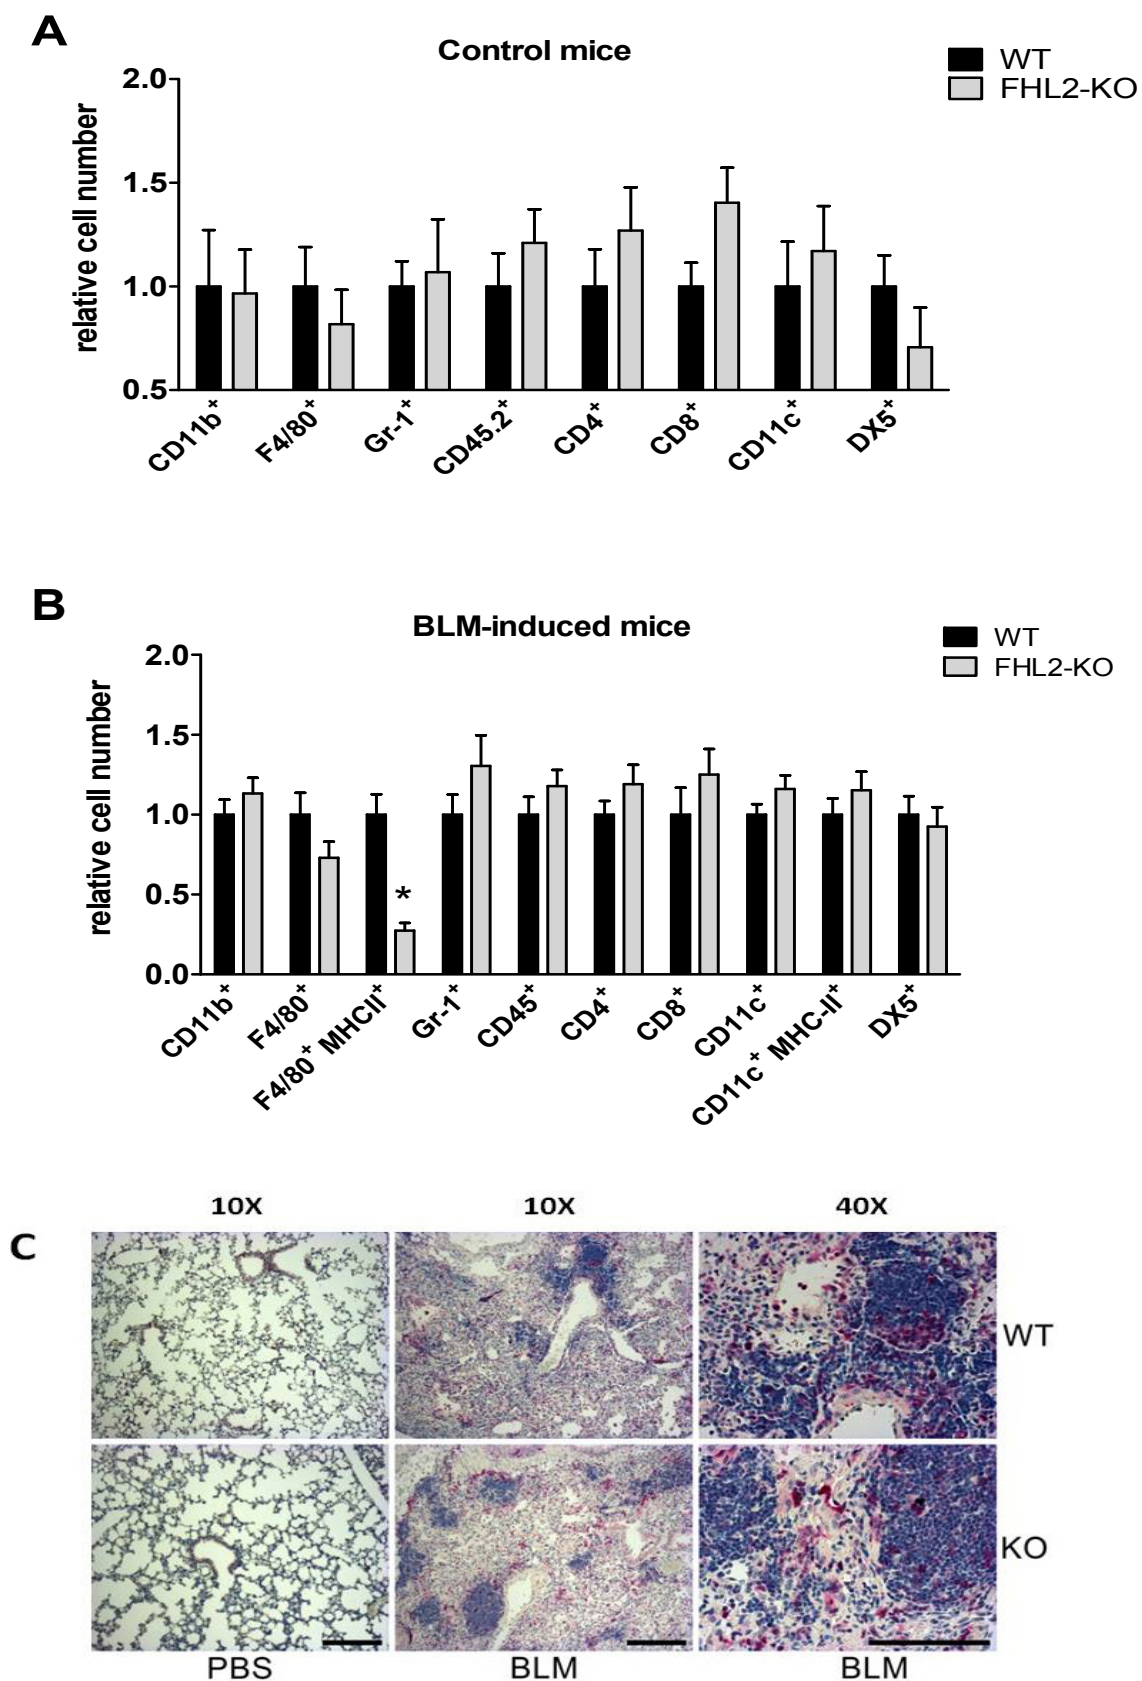 A
Control mice
WT
FHL2-KO
relative cell number
2.0
1.5
1.0
0.5
CD11b+
F4/80+
Gr-1+
CD45.2+
CD4+
CD8+
CD11c+
DX5+
B
BLM-induced mice
WT
FHL2-KO
relative cell number
2.0
1.5
1.0
0.5
0.0
*
CD11b+
F4/80+
F4/80+ MHCII+
Gr-1+
CD45+
CD4+
CD8+
CD11c+
CD11c+ MHC-II+
DX5+
10X 10X 40X
C
WT
KO
PBS BLM BLM